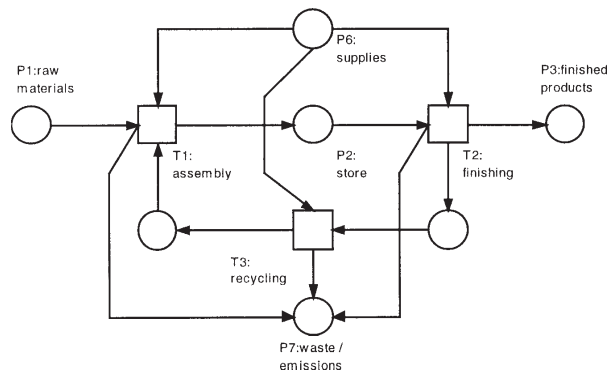 P6:
supplies
P1:raw
materials
P3:finished
products
T1:
assembly
P2:
store
T2:
finishing
T3:
recycling
P7:waste /
emissions